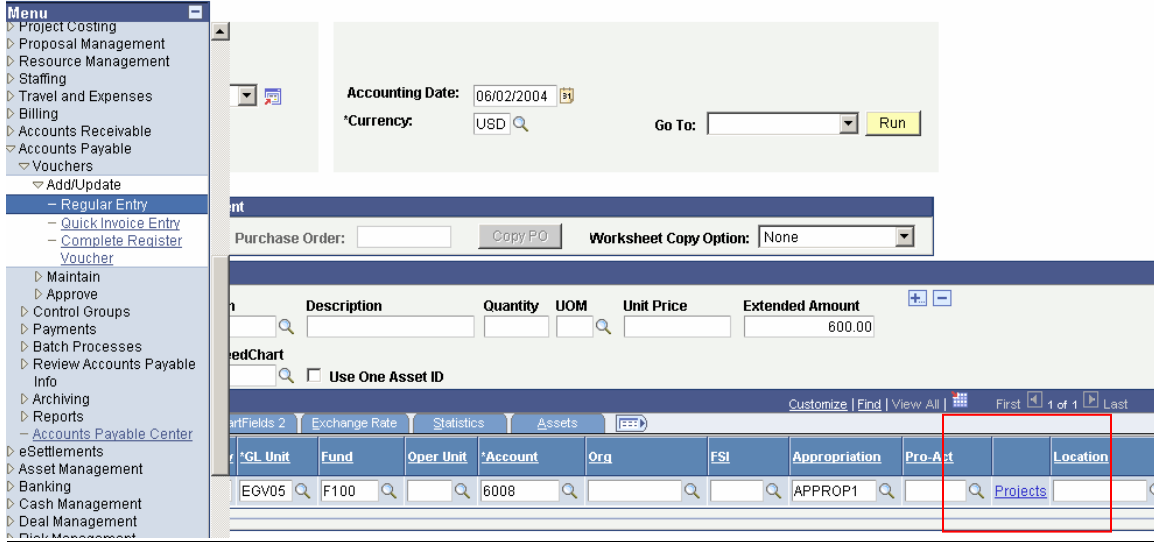 Menu
Project Costing
Proposal Management
Resource Management
Staffing
Travel and Expenses
Billing
Accounts Receivable
Accounts Payable
Vouchers
Add/Update
– Regular Entry
– Quick Invoice Entry
– Complete Register
Voucher
Maintain
Approve
Control Groups
Payments
Batch Processes
Review Accounts Payable
Info
Archiving
Reports
– Accounts Payable Center
eSettlements
Asset Management
Banking
Cash Management
Deal Management
Risk Management
Accounting Date: 06/02/2004
*Currency: USD Go To: Run
Purchase Order: Copy PO Worksheet Copy Option: None
Description Quantity UOM Unit Price Extended Amount
600.00
eedChart
Use One Asset ID
Customize | Find | View All | First 1 of 1 Last
artFields 2 Exchange Rate Statistics Assets
*GL Unit Fund Oper Unit *Account Org FSI Appropriation Pro-Act Location
EGV05 F100 6008 APPROP1 Projects